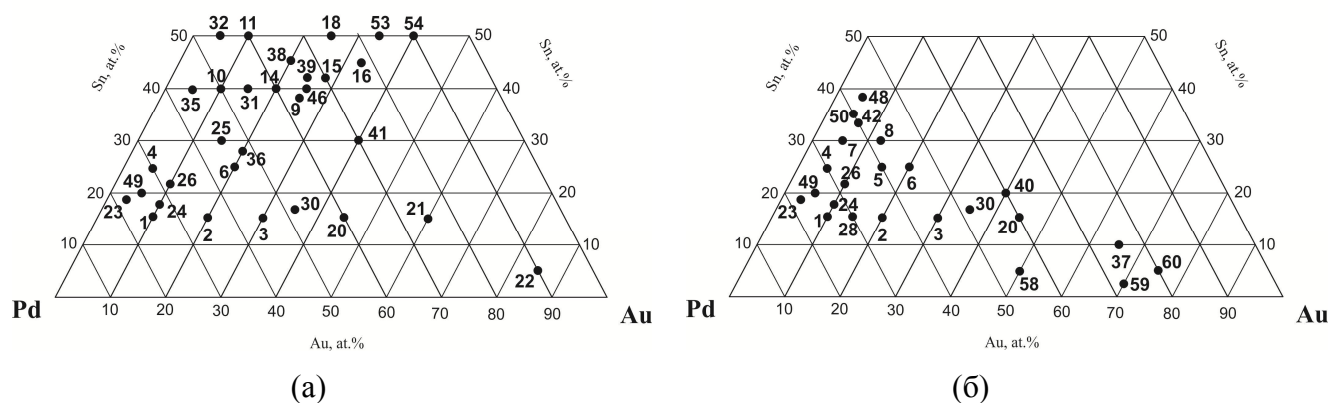 32 11 18 53 54
50 50
Sn, at.% Sn, at.%
38 39 15 16
40 10 14 40
35 31 9 46
25 41
30 30
4 36
6
49 26
20 20
23 1 24 2 3 30 20 21
10 10
22
Pd Au
10 20 30 40 50 60 70 80 90
Au, at.%
(а)
50 50
Sn, at.% Sn, at.%
40 48 40
50 42
8
30 7 30
4 26 5 6
49 40
20 20
23 24 30
1 28 2 3 20
10 37 10
60
58 59
Pd Au
10 20 30 40 50 60 70 80 90
Au, at.%
(б)